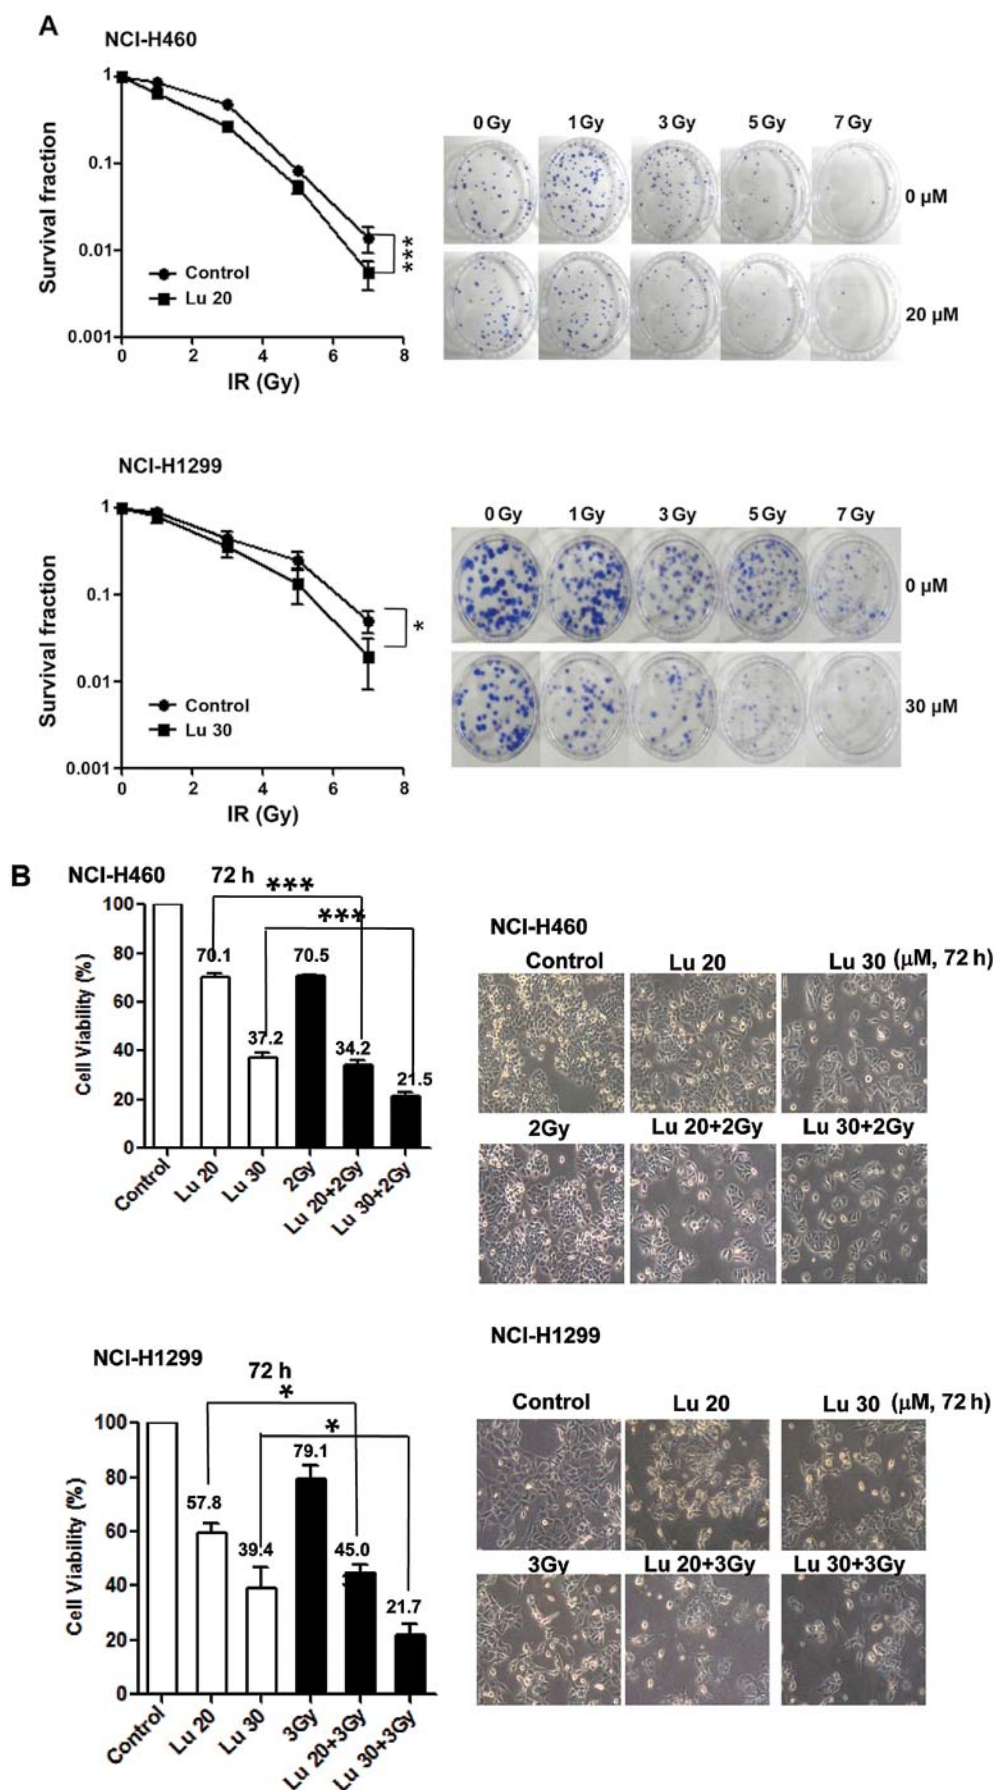 A
NCI-H460
Survival fraction
1
0.1
0.01
0.001
Control
Lu 20
***
0 2 4 6 8
IR (Gy)
0 Gy 1 Gy 3 Gy 5 Gy 7 Gy
0 µM
20 µM
NCI-H1299
Survival fraction
1
0.1
0.01
0.001
Control
Lu 30
*
0 2 4 6 8
IR (Gy)
0 Gy 1 Gy 3 Gy 5 Gy 7 Gy
0 µM
30 µM
B
NCI-H460
72 h
***
***
Cell Viability (%)
100
80
60
40
20
0
70.1
37.2
70.5
34.2
21.5
Control Lu 20 Lu 30 2Gy Lu 20+2Gy Lu 30+2Gy
NCI-H460
Control Lu 20 Lu 30 (µM, 72 h)
2Gy Lu 20+2Gy Lu 30+2Gy
NCI-H1299
72 h
*
*
Cell Viability (%)
100
80
60
40
20
0
57.8
39.4
79.1
45.0
21.7
Control Lu 20 Lu 30 3Gy Lu 20+3Gy Lu 30+3Gy
NCI-H1299
Control Lu 20 Lu 30 (µM, 72 h)
3Gy Lu 20+3Gy Lu 30+3Gy